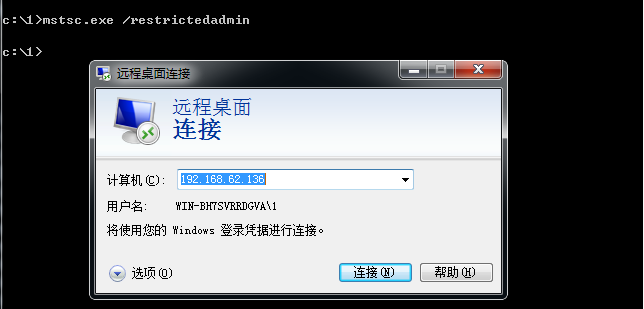 c:\1>mstsc.exe /restrictedadmin
c:\1>
远程桌面连接
远程桌面
连接
计算机(C): 192.168.62.136
用户名: WIN-BH7SVRRDGVA\1
将使用您的 Windows 登录凭据进行连接。
选项(O) 连接(N) 帮助(H)